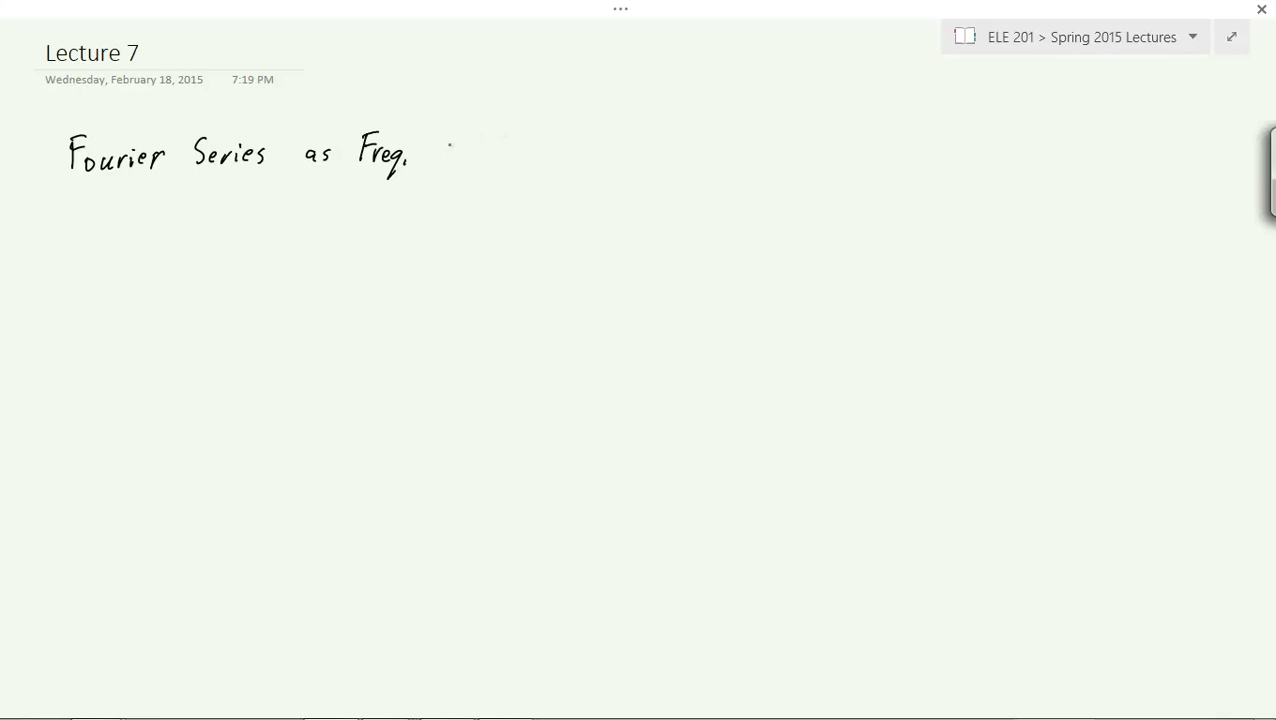 Lecture 7
ELE 201 > Spring 2015 Lectures
Wednesday, February 18, 2015 7:19 PM
Fourier Series as Freq.